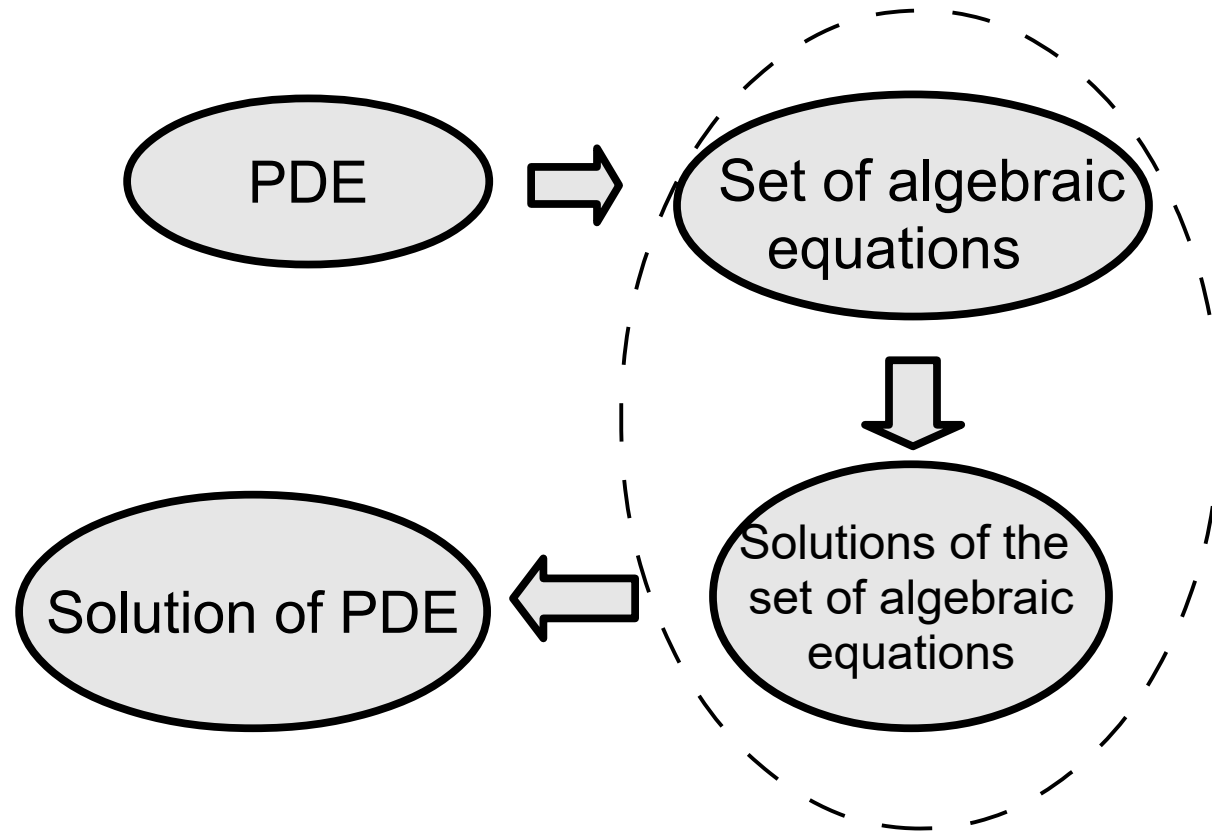 PDE
Set of algebraic
equations
Solutions of the
set of algebraic
equations
Solution of PDE